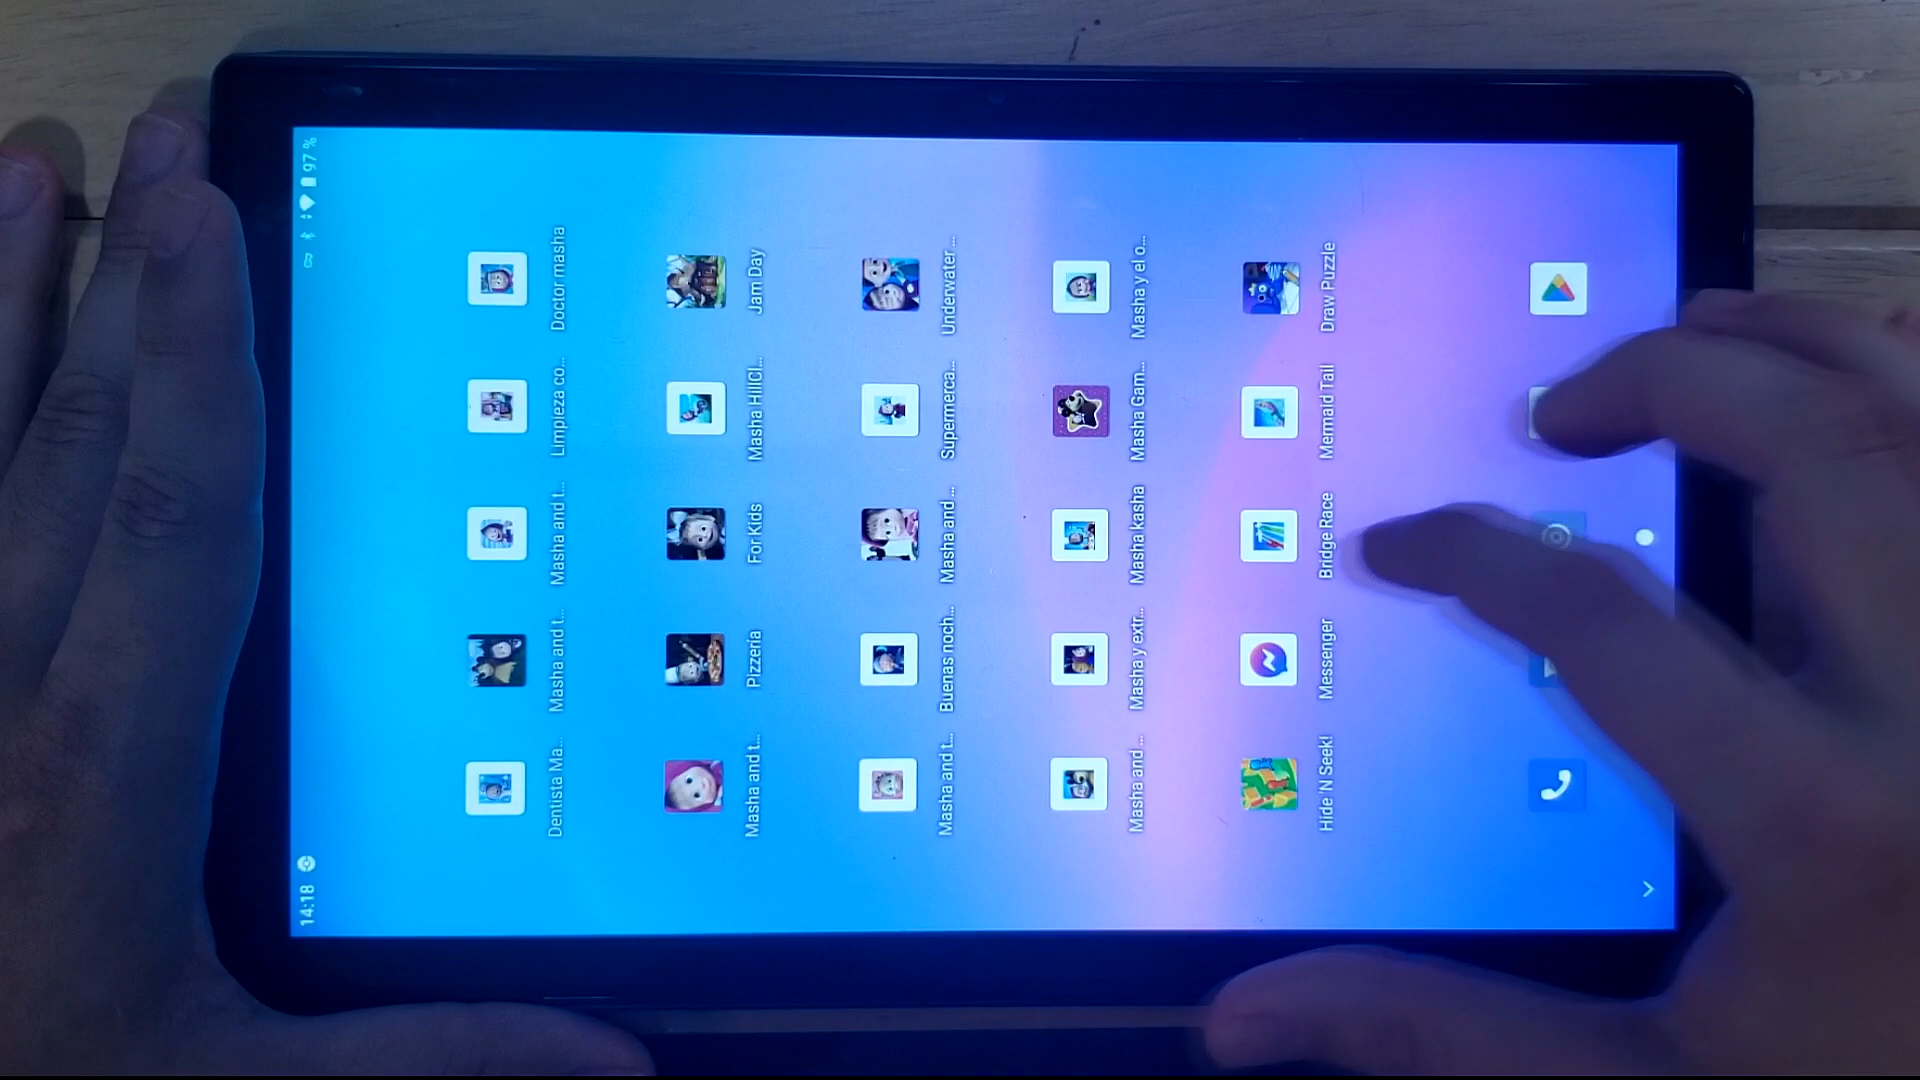 14:18
97 %
Dentista Ma...
Masha and t...
Masha and t...
Limpieza co...
Doctor masha
Masha and t...
Pizzeria
For Kids
Masha HillCl...
Jam Day
Masha and t...
Buenas noch...
Masha and ...
Supermerca...
Underwater ...
Masha and ...
Masha y extr...
Masha kasha
Masha Gam...
Masha y el o...
Hide 'N Seek!
Messenger
Bridge Race
Mermaid Tail
Draw Puzzle